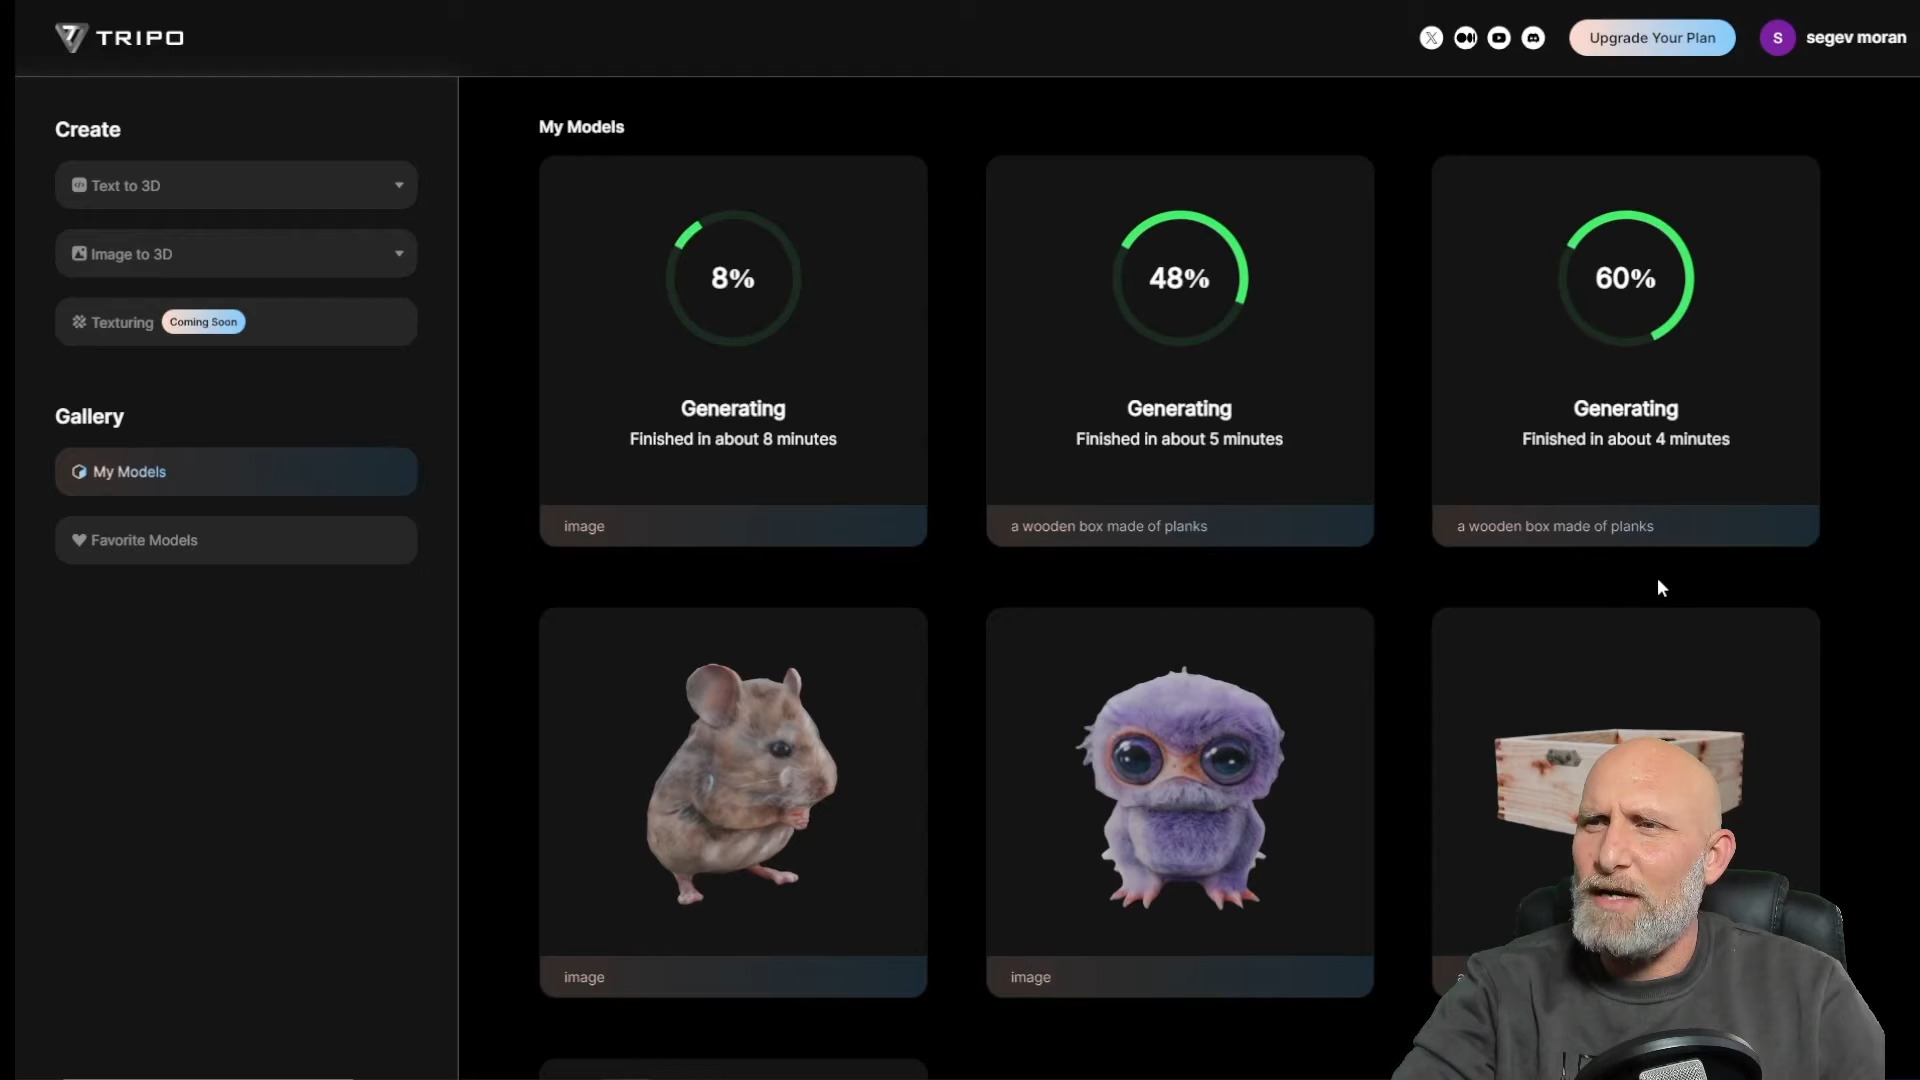 TRIPO
Upgrade Your Plan
S
segev moran
Create
Text to 3D
Image to 3D
Texturing Coming Soon
Gallery
My Models
Favorite Models
My Models
8%
Generating
Finished in about 8 minutes
image
48%
Generating
Finished in about 5 minutes
a wooden box made of planks
60%
Generating
Finished in about 4 minutes
a wooden box made of planks
image
image